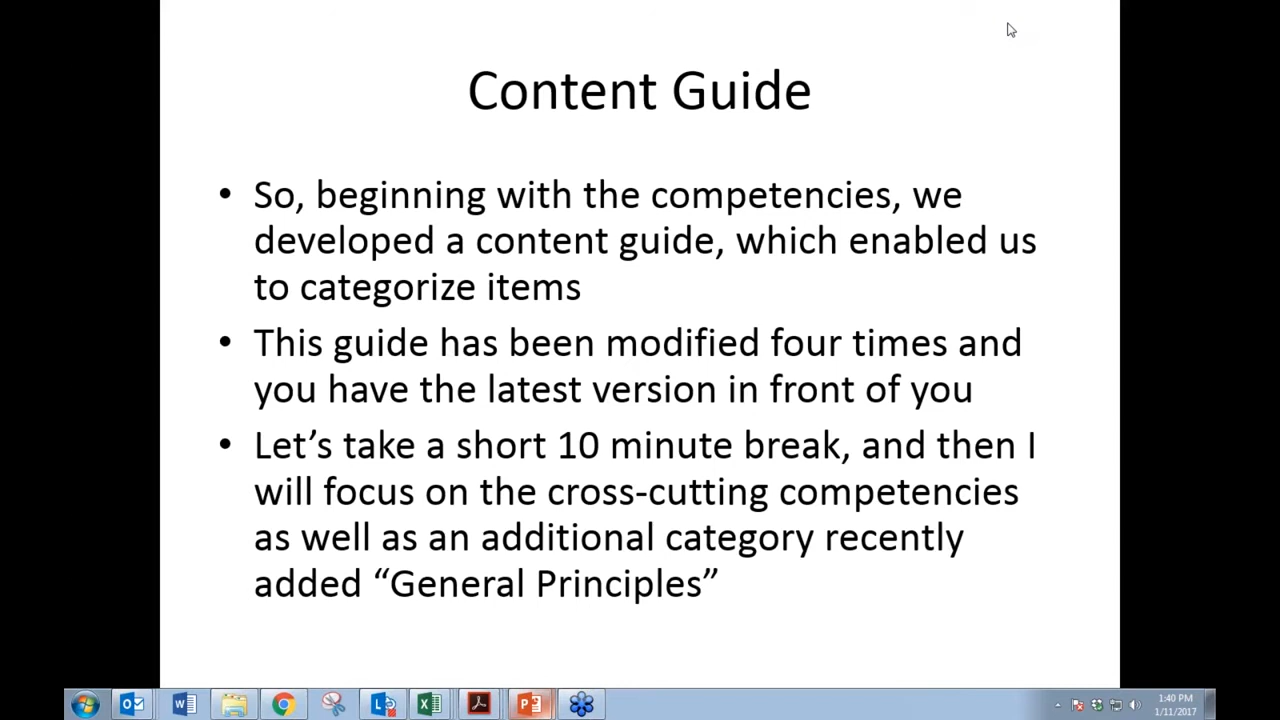 Content Guide
• So, beginning with the competencies, we
developed a content guide, which enabled us
to categorize items
• This guide has been modified four times and
you have the latest version in front of you
• Let’s take a short 10 minute break, and then I
will focus on the cross-cutting competencies
as well as an additional category recently
added “General Principles”
1:40 PM
1/11/2017